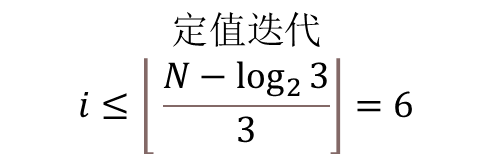 定值迭代
i ≤ ⌊(N − log₂ 3) / 3⌋ = 6